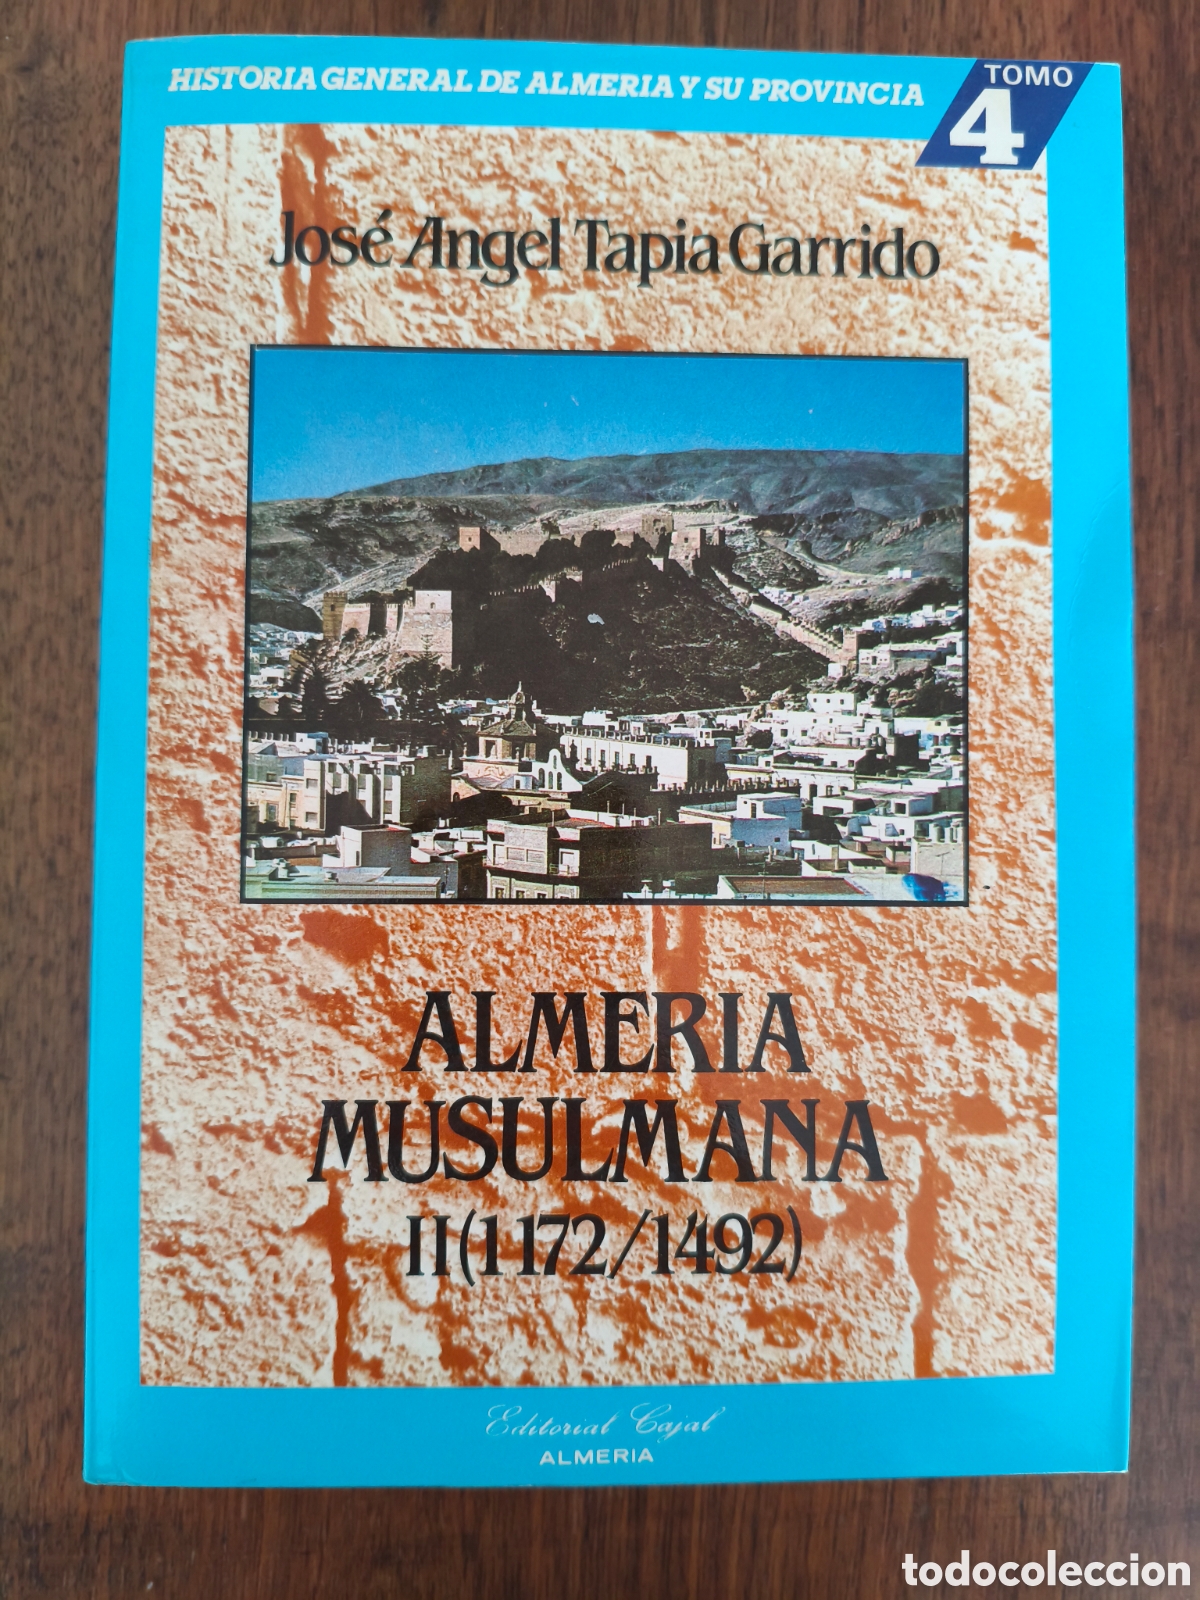 HISTORIA GENERAL DE ALMERIA Y SU PROVINCIA
TOMO
4
José Angel Tapia Garrido
ALMERIA
MUSULMANA
II (1172/1492)
Editorial Cajal
ALMERIA
todocoleccion